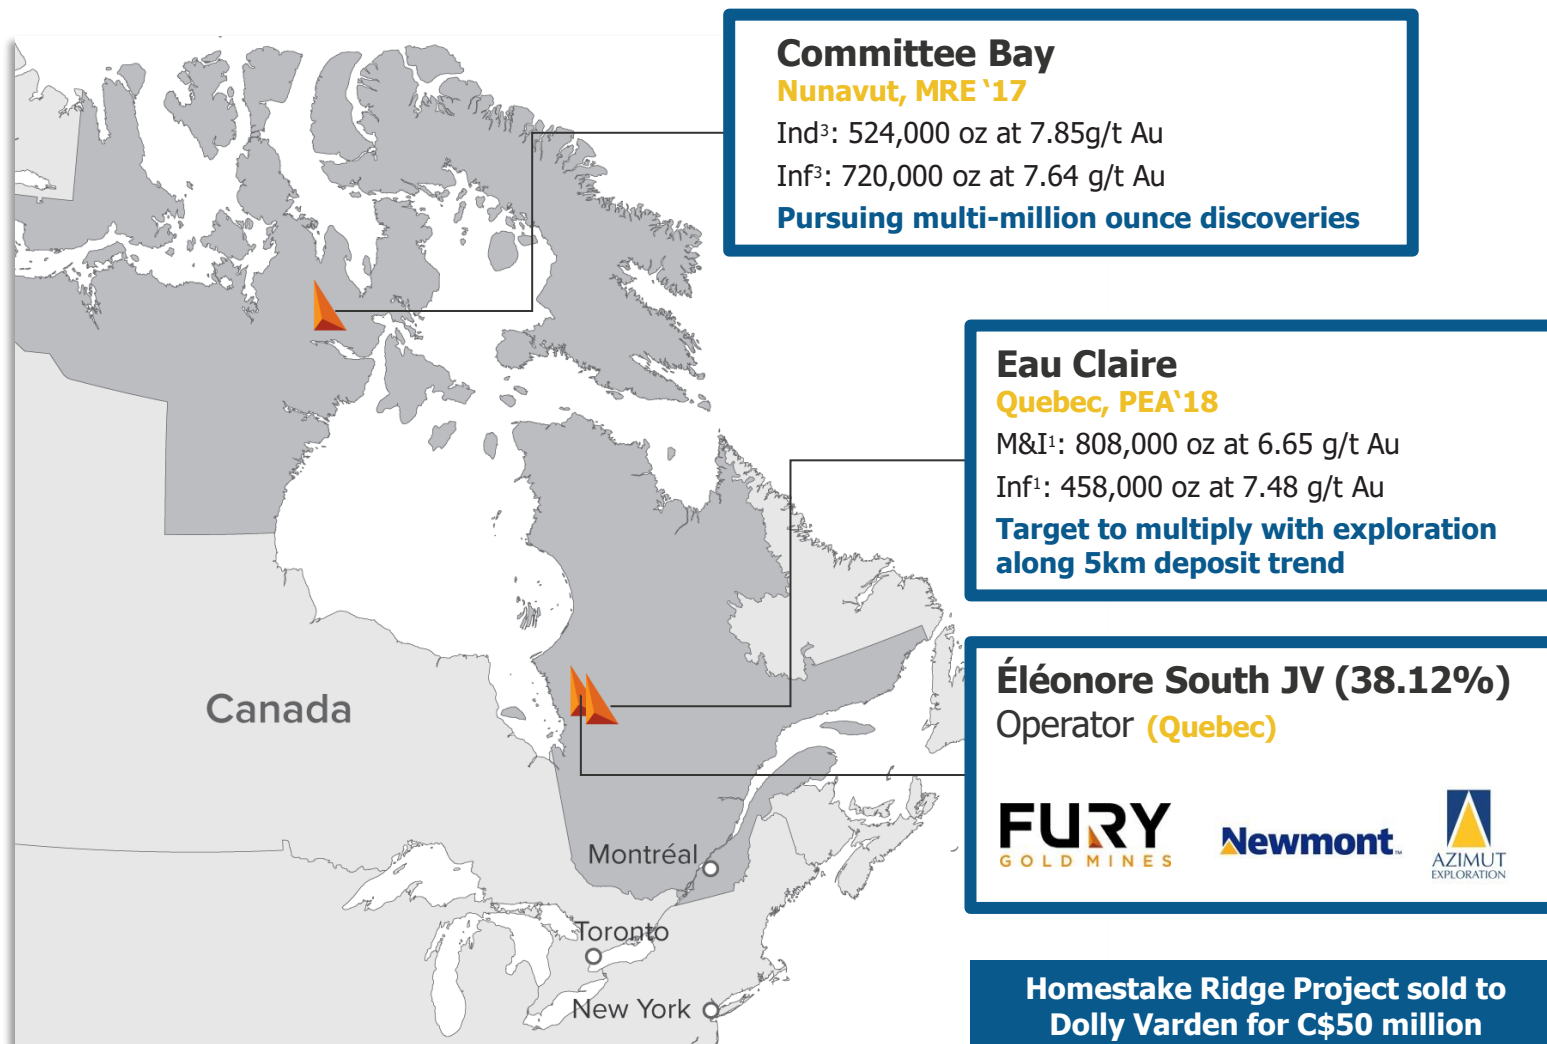 Committee Bay
Nunavut, MRE ‘17
Ind³: 524,000 oz at 7.85g/t Au
Inf³: 720,000 oz at 7.64 g/t Au
Pursuing multi-million ounce discoveries
Eau Claire
Quebec, PEA‘18
M&I¹: 808,000 oz at 6.65 g/t Au
Inf¹: 458,000 oz at 7.48 g/t Au
Target to multiply with exploration
along 5km deposit trend
Éléonore South JV (38.12%)
Operator (Quebec)
FURY
GOLD MINES
Newmont™
AZIMUT
EXPLORATION
Homestake Ridge Project sold to
Dolly Varden for C$50 million
Canada
Montréal
Toronto
New York